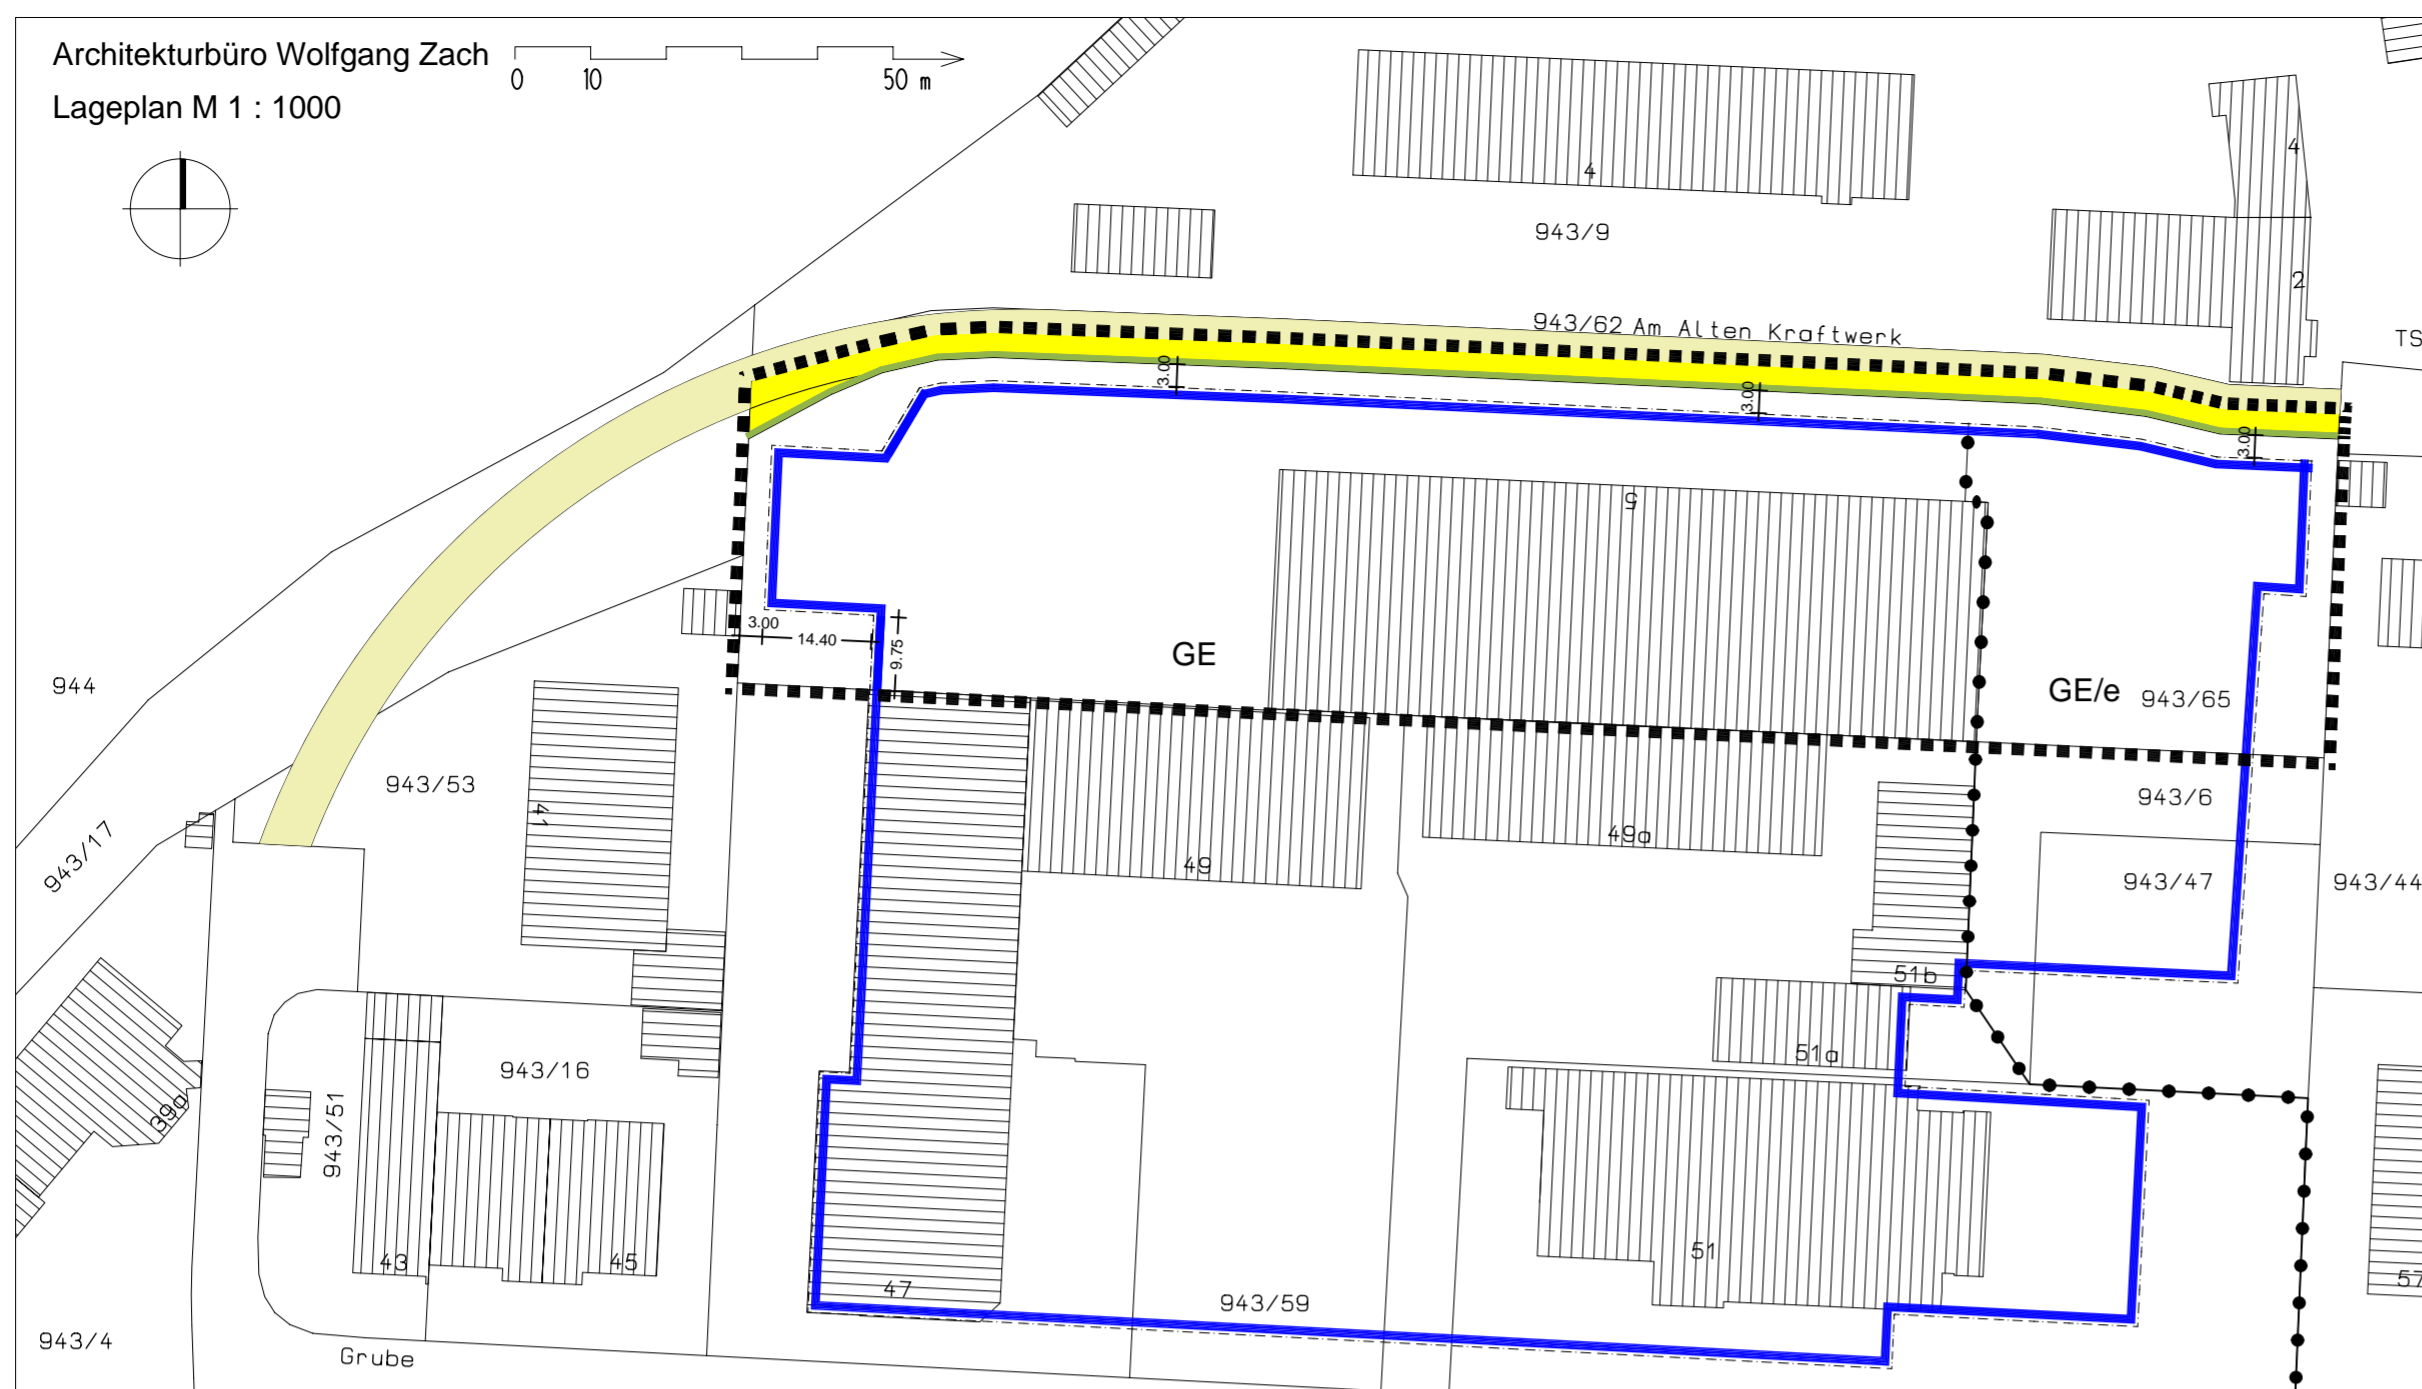 Architekturbüro Wolfgang Zach
0 10 50 m
Lageplan M 1 : 1000
4
4
943/9
2
943/62 Am Alten Kraftwerk
TS
3.00
3.00
3.00
5
3.00
14.40
9.75
GE
GE/e
943/65
944
943/53
41
943/6
49
49a
943/47
943/44
943/17
51b
51a
943/16
39a
943/51
43
45
47
51
57
943/59
943/4
Grube